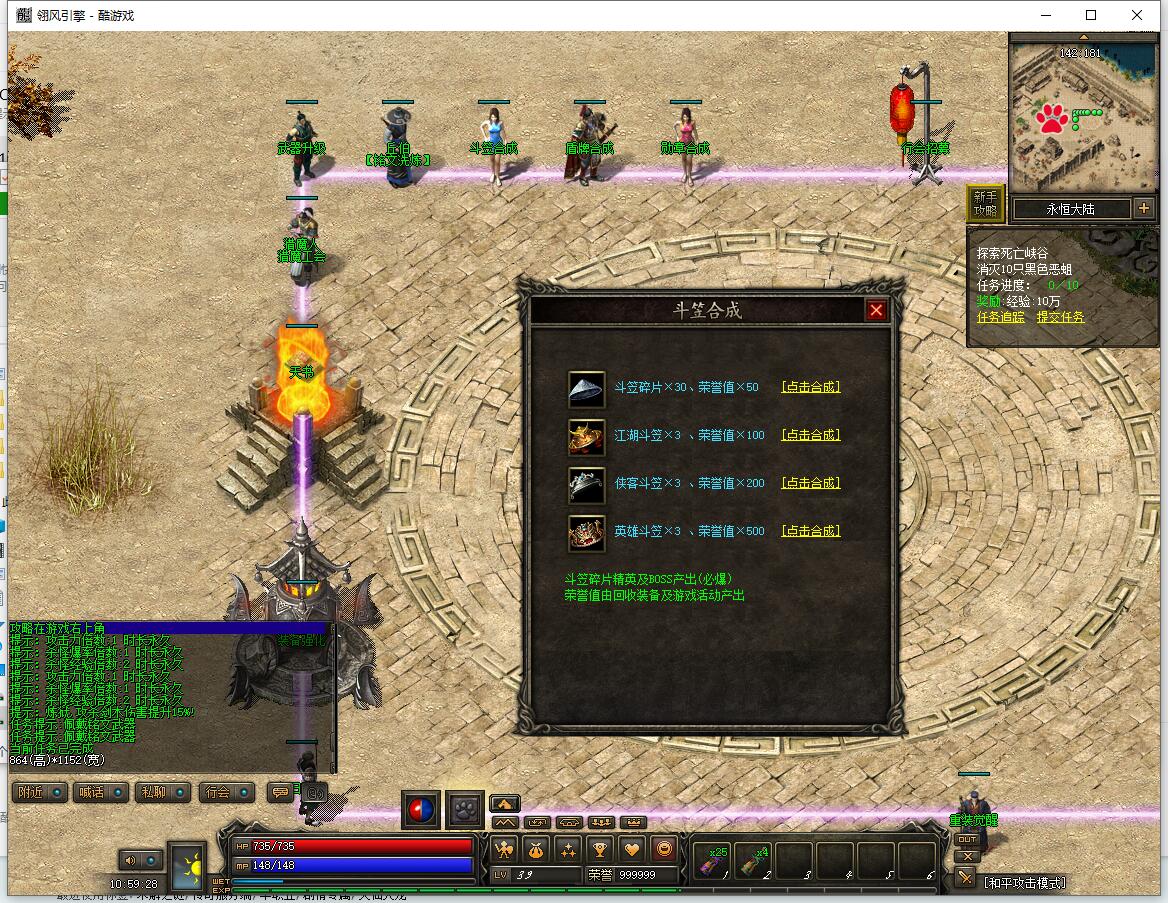 翎风引擎 - 酷游戏
142:181
武器升级
丘伯
【铭文洗炼】
斗笠合成
盾牌合成
勋章合成
行会招募
新手
攻略
永恒大陆
猎魔人
猎魔工会
探索死亡峡谷
消灭10只黑色恶蛆
任务进度： 0/10
奖励:经验:10万
任务追踪 提交任务
天书
斗笠合成
斗笠碎片×30、荣誉值×50 [点击合成]
江湖斗笠×3 、荣誉值×100 [点击合成]
侠客斗笠×3 、荣誉值×200 [点击合成]
英雄斗笠×3 、荣誉值×500 [点击合成]
斗笠碎片精英及BOSS产出(必爆)
荣誉值由回收装备及游戏活动产出
装备强化
攻略在游戏右上角
提示: 攻击力倍数:1 时长永久
提示: 杀怪爆率倍数:1 时长永久
提示: 杀怪经验倍数:2 时长永久
提示: 攻击力倍数:1 时长永久
提示: 杀怪爆率倍数:1 时长永久
提示: 杀怪经验倍数:2 时长永久
提示: 炼狱.攻杀剑术伤害提升15%!
任务提示:佩戴铭文武器
任务提示:佩戴铭文武器
当前任务已完成
864(高)*1152(宽)
附近 喊话 私聊 行会
重装觉醒
HP 735/735
MP 148/148
WET
EXP
LV 39 荣誉 999999
x25 1
x4 2
3 4 5 6
OUT
10:59:28
[和平攻击模式]